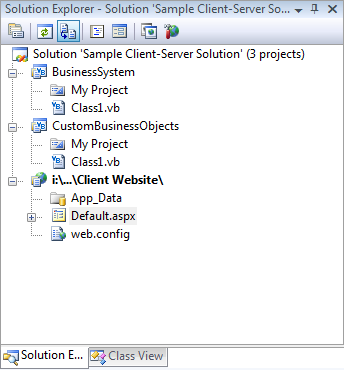 Solution Explorer - Solution 'Sample Client-Server So...
Solution 'Sample Client-Server Solution' (3 projects)
BusinessSystem
My Project
Class1.vb
CustomBusinessObjects
My Project
Class1.vb
i:\...\Client Website\
App_Data
Default.aspx
web.config
Solution E... Class View